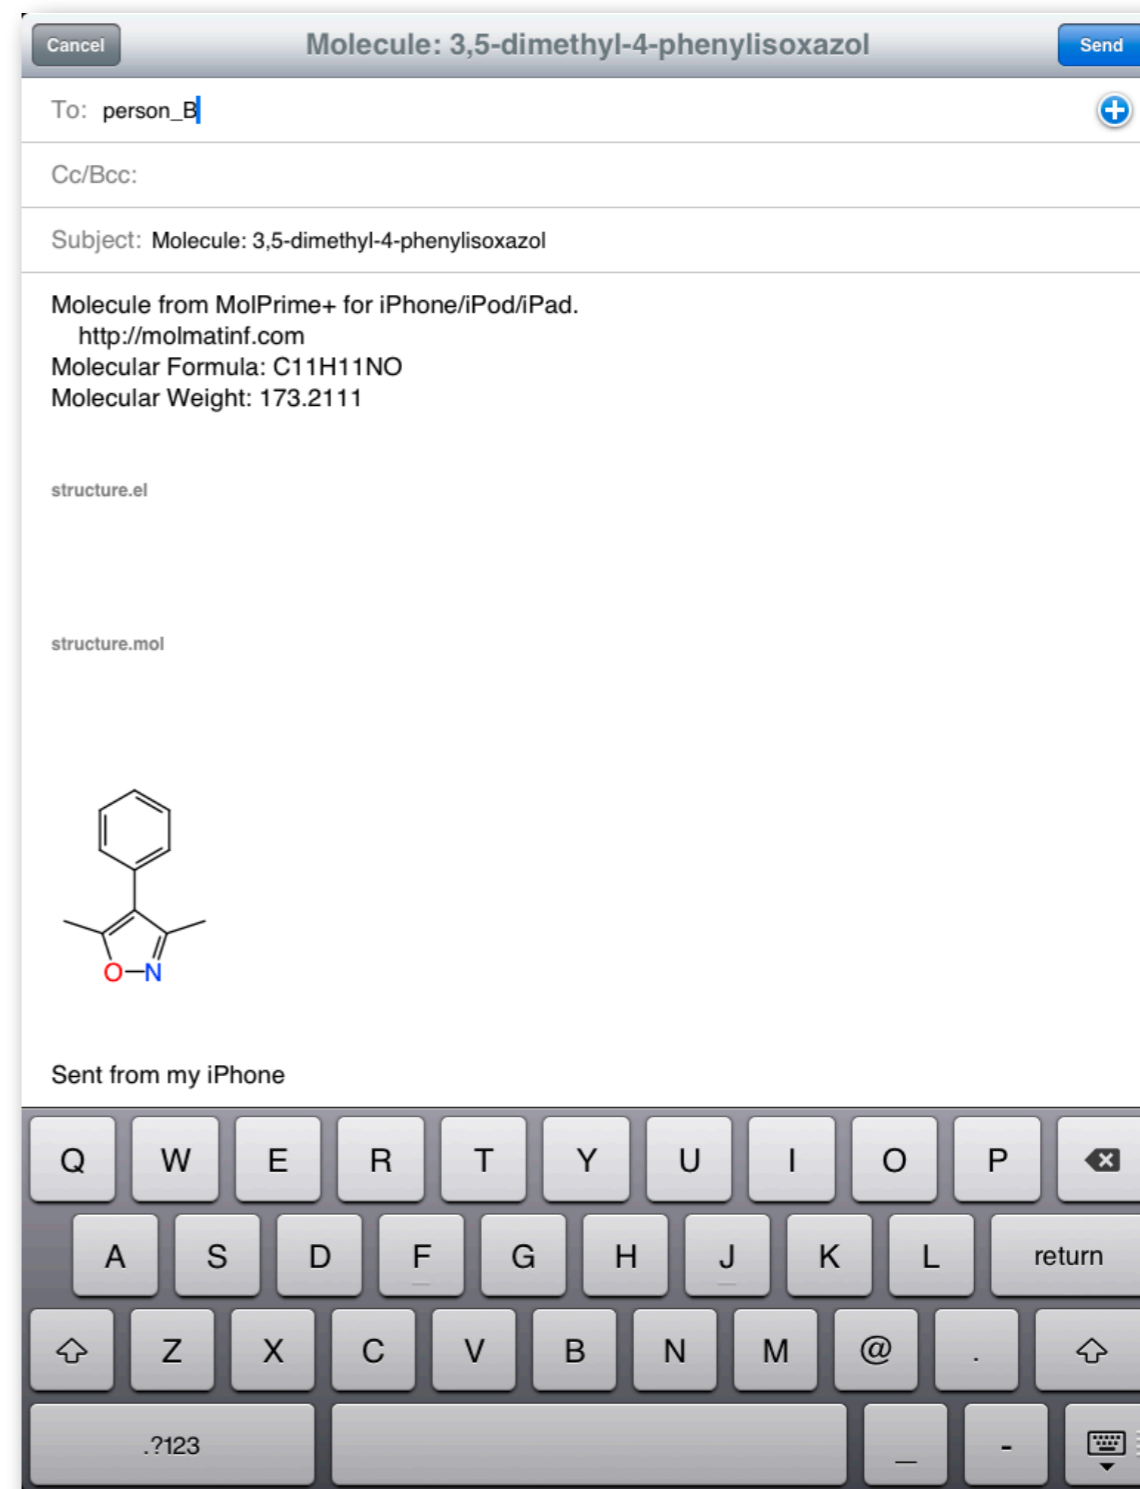 Cancel Molecule: 3,5-dimethyl-4-phenylisoxazol Send
To: person_B
Cc/Bcc:
Subject: Molecule: 3,5-dimethyl-4-phenylisoxazol
Molecule from MolPrime+ for iPhone/iPod/iPad.
http://molmatinf.com
Molecular Formula: C11H11NO
Molecular Weight: 173.2111
structure.el
structure.mol
O N
Sent from my iPhone
Q W E R T Y U I O P
A S D F G H J K L return
Z X C V B N M @ .
.?123 _ -